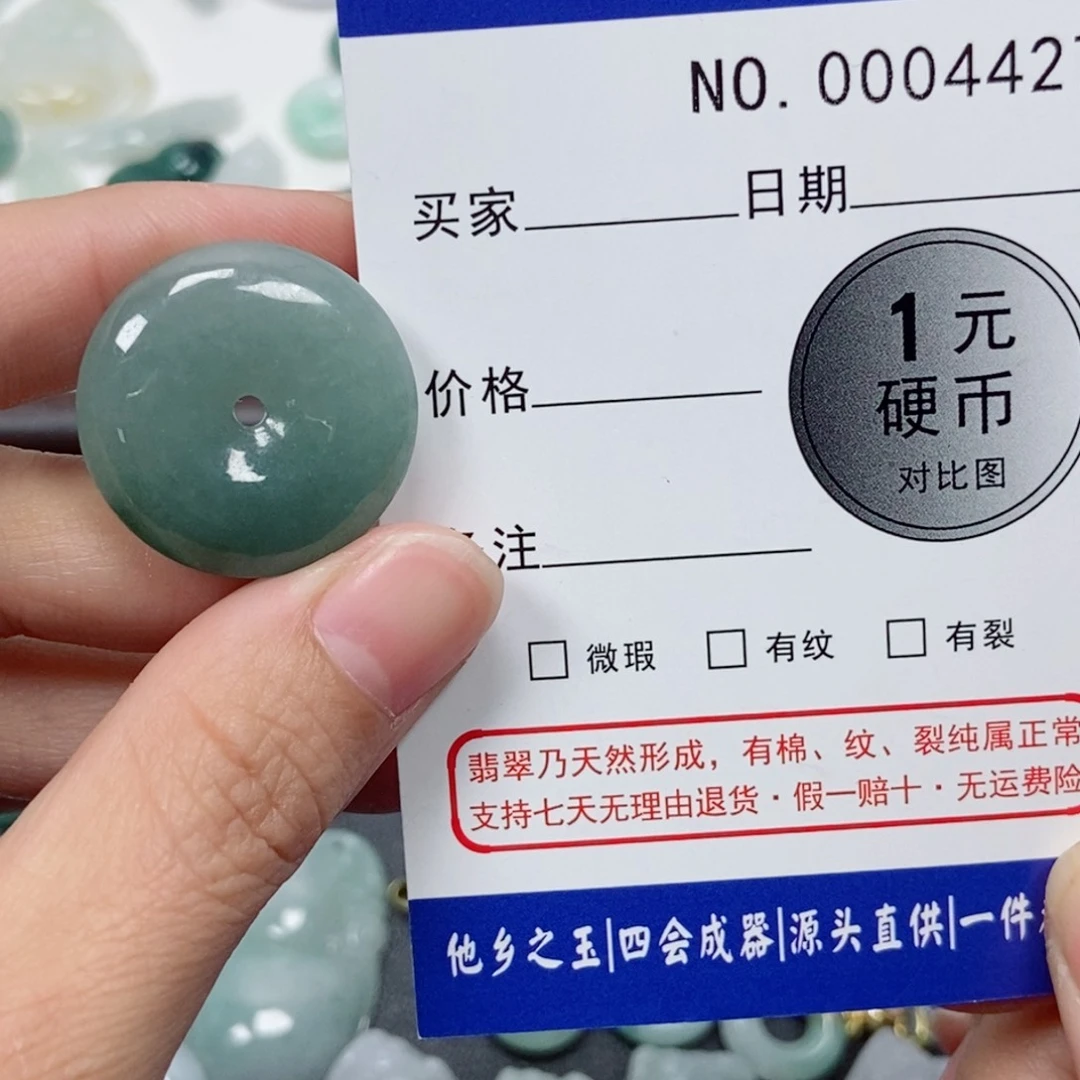 NO. 000442
买家 日期
1元
硬币
对比图
价格
注
微瑕 有纹 有裂
翡翠乃天然形成，有棉、纹、裂纯属正常
支持七天无理由退货·假一赔十·无运费险
他乡之玉|四会成器|源头直供|一件